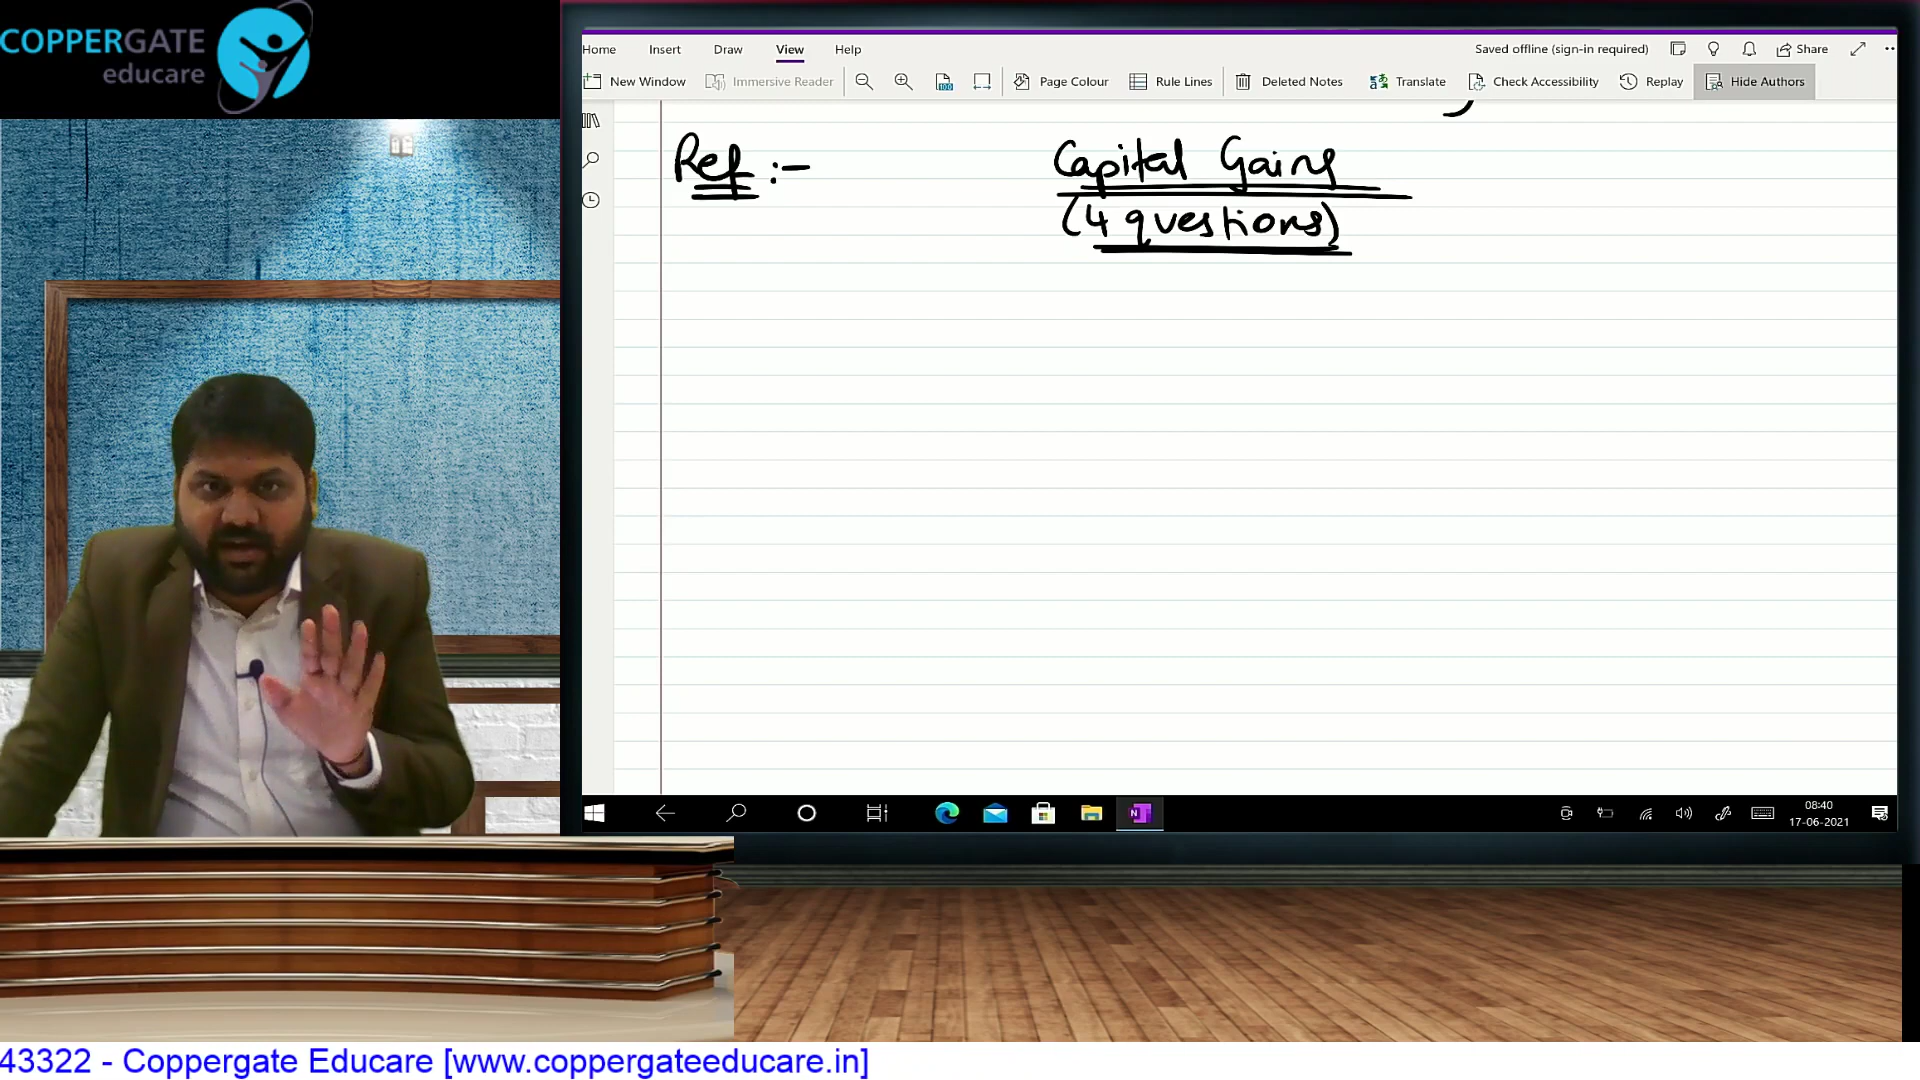 COPPERGATE
educare
Home Insert Draw View Help
Saved offline (sign-in required) Share
New Window Immersive Reader 100 Page Colour Rule Lines Deleted Notes Translate Check Accessibility Replay Hide Authors
Ref :- Capital Gains
(4 questions)
08:40
17-06-2021
43322 - Coppergate Educare [www.coppergateeducare.in]